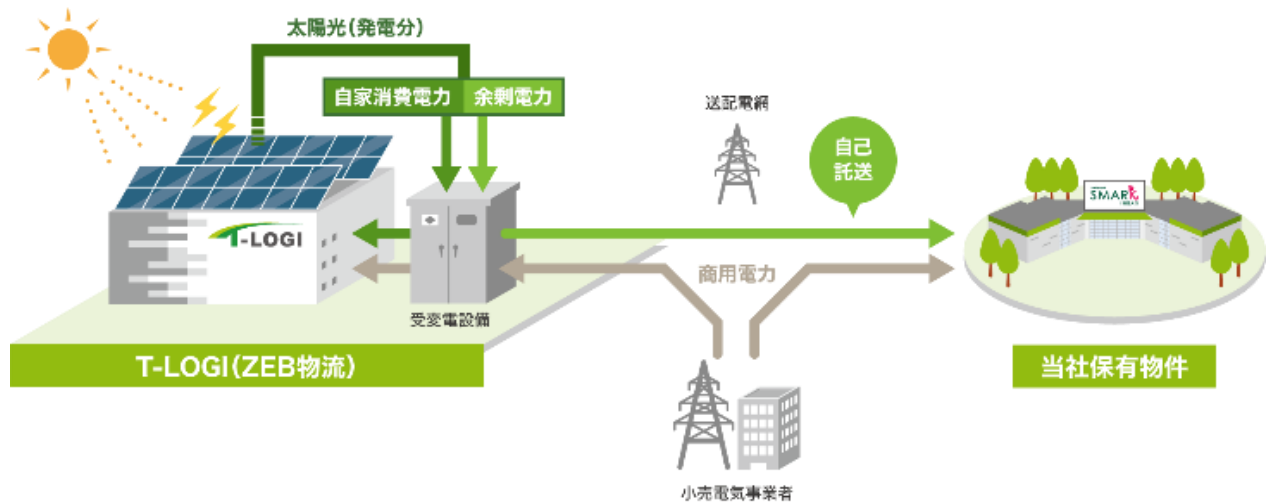 太陽光(発電分)
自家消費電力
余剰電力
送配電網
自己
託送
T-LOGI
SMARK
商用電力
受変電設備
T-LOGI(ZEB物流)
当社保有物件
小売電気事業者